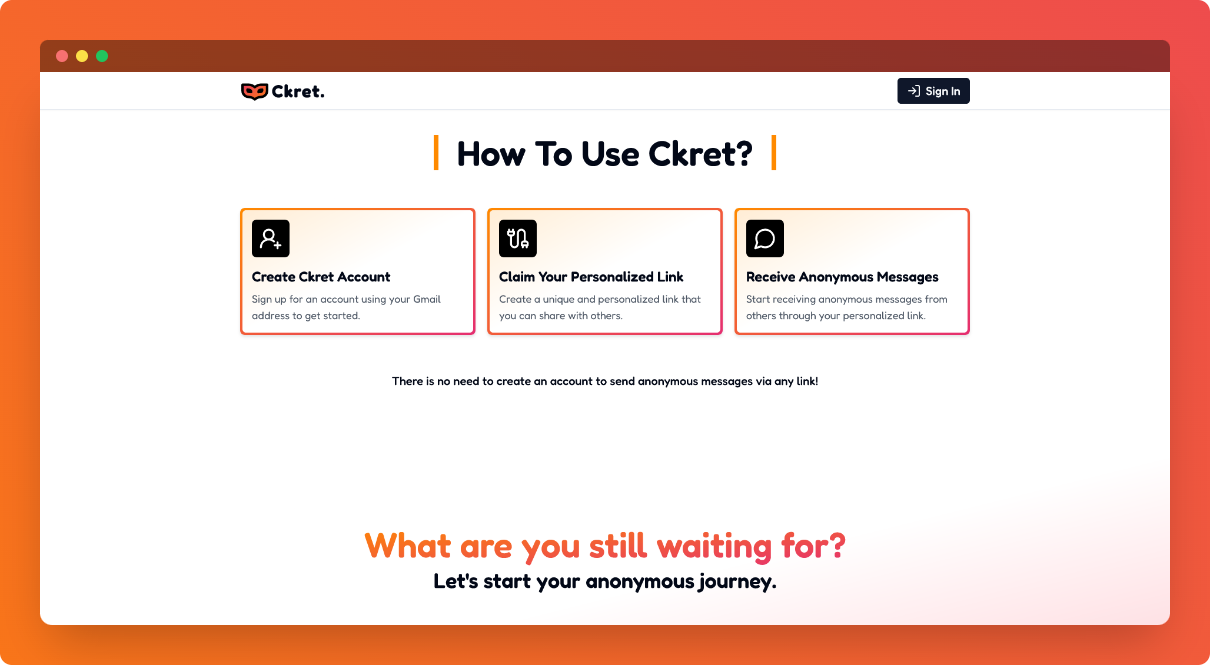 Ckret.
Sign In
How To Use Ckret?
Create Ckret Account
Sign up for an account using your Gmail
address to get started.
Claim Your Personalized Link
Create a unique and personalized link that
you can share with others.
Receive Anonymous Messages
Start receiving anonymous messages from
others through your personalized link.
There is no need to create an account to send anonymous messages via any link!
What are you still waiting for?
Let's start your anonymous journey.